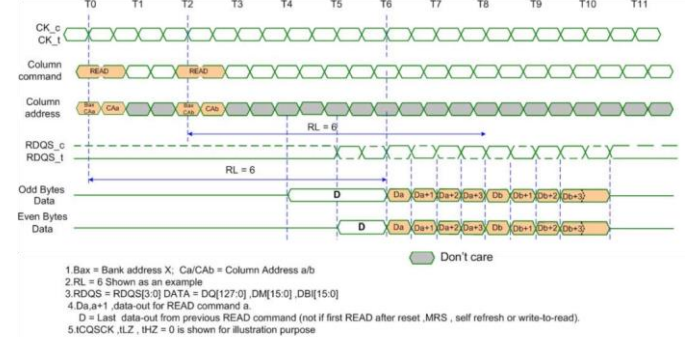 T0 T1 T2 T3 T4 T5 T6 T7 T8 T9 T10 T11
CK_c
CK_t
Column
command
READ READ
Column
address
Bax
CAa CAa Bax
CAb CAb
RL = 6
RDQS_c
RDQS_t
RL = 6
Odd Bytes
Data
D Da Da+1 Da+2 Da+3 Db Db+1 Db+2 Db+3
Even Bytes
Data
D Da Da+1 Da+2 Da+3 Db Db+1 Db+2 Db+3
Don't care
1.Bax = Bank address X; Ca/CAb = Column Address a/b
2.RL = 6 Shown as an example
3.RDQS = RDQS[3:0] DATA = DQ[127:0] ,DM[15:0] ,DBI[15:0]
4.Da,a+1 ,data-out for READ command a.
D = Last data-out from previous READ command (not if first READ after reset ,MRS , self refresh or write-to-read).
5.tCQSCK ,tLZ , tHZ = 0 is shown for illustration purpose